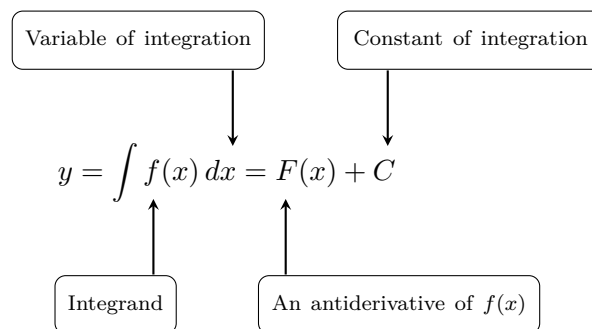 Variable of integration
Constant of integration
y = ∫ f(x) dx = F(x) + C
Integrand
An antiderivative of f(x)